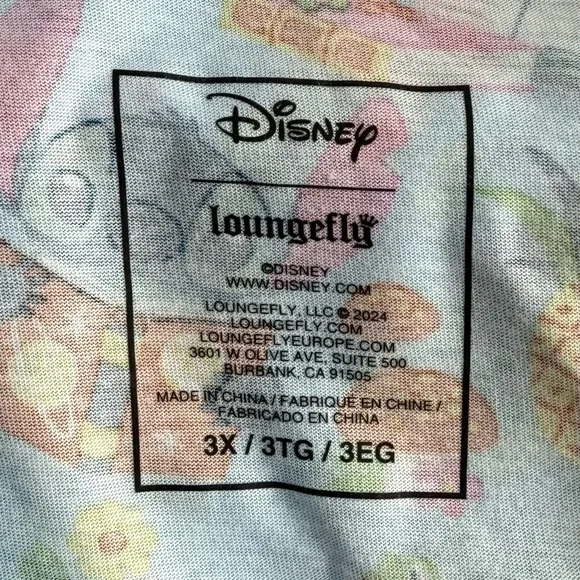 Disney
loungefly
©DISNEY
WWW.DISNEY.COM
LOUNGEFLY, LLC © 2024
LOUNGEFLY.COM
LOUNGEFLYEUROPE.COM
3601 W OLIVE AVE, SUITE 500
BURBANK, CA 91505
MADE IN CHINA / FABRIQUÉ EN CHINE /
FABRICADO EN CHINA
3X / 3TG / 3EG